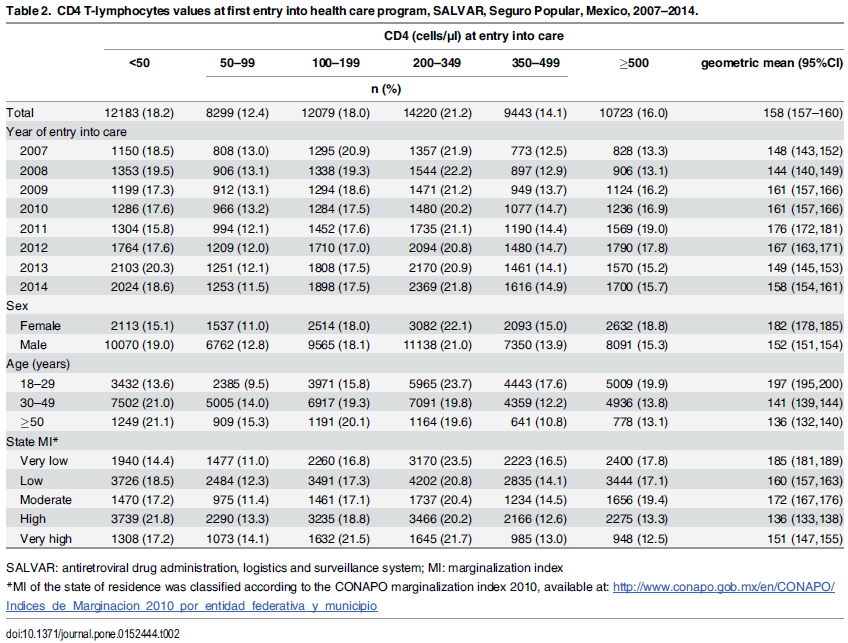 Table 2. CD4 T-lymphocytes values at first entry into health care program, SALVAR, Seguro Popular, Mexico, 2007–2014.
CD4 (cells/μl) at entry into care
<50 50–99 100–199 200–349 350–499 ≥500 geometric mean (95%CI)
n (%)
Total 12183 (18.2) 8299 (12.4) 12079 (18.0) 14220 (21.2) 9443 (14.1) 10723 (16.0) 158 (157–160)
Year of entry into care
2007 1150 (18.5) 808 (13.0) 1295 (20.9) 1357 (21.9) 773 (12.5) 828 (13.3) 148 (143,152)
2008 1353 (19.5) 906 (13.1) 1338 (19.3) 1544 (22.2) 897 (12.9) 906 (13.1) 144 (140,149)
2009 1199 (17.3) 912 (13.1) 1294 (18.6) 1471 (21.2) 949 (13.7) 1124 (16.2) 161 (157,166)
2010 1286 (17.6) 966 (13.2) 1284 (17.5) 1480 (20.2) 1077 (14.7) 1236 (16.9) 161 (157,166)
2011 1304 (15.8) 994 (12.1) 1452 (17.6) 1735 (21.1) 1190 (14.4) 1569 (19.0) 176 (172,181)
2012 1764 (17.6) 1209 (12.0) 1710 (17.0) 2094 (20.8) 1480 (14.7) 1790 (17.8) 167 (163,171)
2013 2103 (20.3) 1251 (12.1) 1808 (17.5) 2170 (20.9) 1461 (14.1) 1570 (15.2) 149 (145,153)
2014 2024 (18.6) 1253 (11.5) 1898 (17.5) 2369 (21.8) 1616 (14.9) 1700 (15.7) 158 (154,161)
Sex
Female 2113 (15.1) 1537 (11.0) 2514 (18.0) 3082 (22.1) 2093 (15.0) 2632 (18.8) 182 (178,185)
Male 10070 (19.0) 6762 (12.8) 9565 (18.1) 11138 (21.0) 7350 (13.9) 8091 (15.3) 152 (151,154)
Age (years)
18–29 3432 (13.6) 2385 (9.5) 3971 (15.8) 5965 (23.7) 4443 (17.6) 5009 (19.9) 197 (195,200)
30–49 7502 (21.0) 5005 (14.0) 6917 (19.3) 7091 (19.8) 4359 (12.2) 4936 (13.8) 141 (139,144)
≥50 1249 (21.1) 909 (15.3) 1191 (20.1) 1164 (19.6) 641 (10.8) 778 (13.1) 136 (132,140)
State MI*
Very low 1940 (14.4) 1477 (11.0) 2260 (16.8) 3170 (23.5) 2223 (16.5) 2400 (17.8) 185 (181,189)
Low 3726 (18.5) 2484 (12.3) 3491 (17.3) 4202 (20.8) 2835 (14.1) 3444 (17.1) 160 (157,163)
Moderate 1470 (17.2) 975 (11.4) 1461 (17.1) 1737 (20.4) 1234 (14.5) 1656 (19.4) 172 (167,176)
High 3739 (21.8) 2290 (13.3) 3235 (18.8) 3466 (20.2) 2166 (12.6) 2275 (13.3) 136 (133,138)
Very high 1308 (17.2) 1073 (14.1) 1632 (21.5) 1645 (21.7) 985 (13.0) 948 (12.5) 151 (147,155)
SALVAR: antiretroviral drug administration, logistics and surveillance system; MI: marginalization index
*MI of the state of residence was classified according to the CONAPO marginalization index 2010, available at: http://www.conapo.gob.mx/en/CONAPO/
Indices_de_Marginacion_2010_por_entidad_federativa_y_municipio
doi:10.1371/journal.pone.0152444.t002